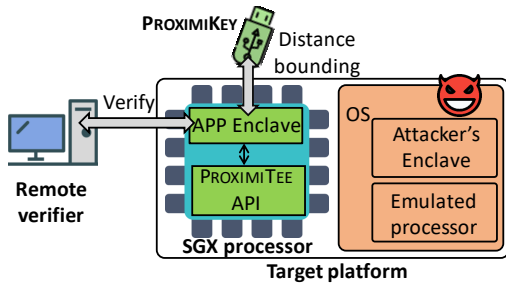 PROXIMIKEY
Distance
bounding
Verify
APP Enclave
PROXIMITEE
API
SGX processor
OS
Attacker's
Enclave
Emulated
processor
Remote
verifier
Target platform